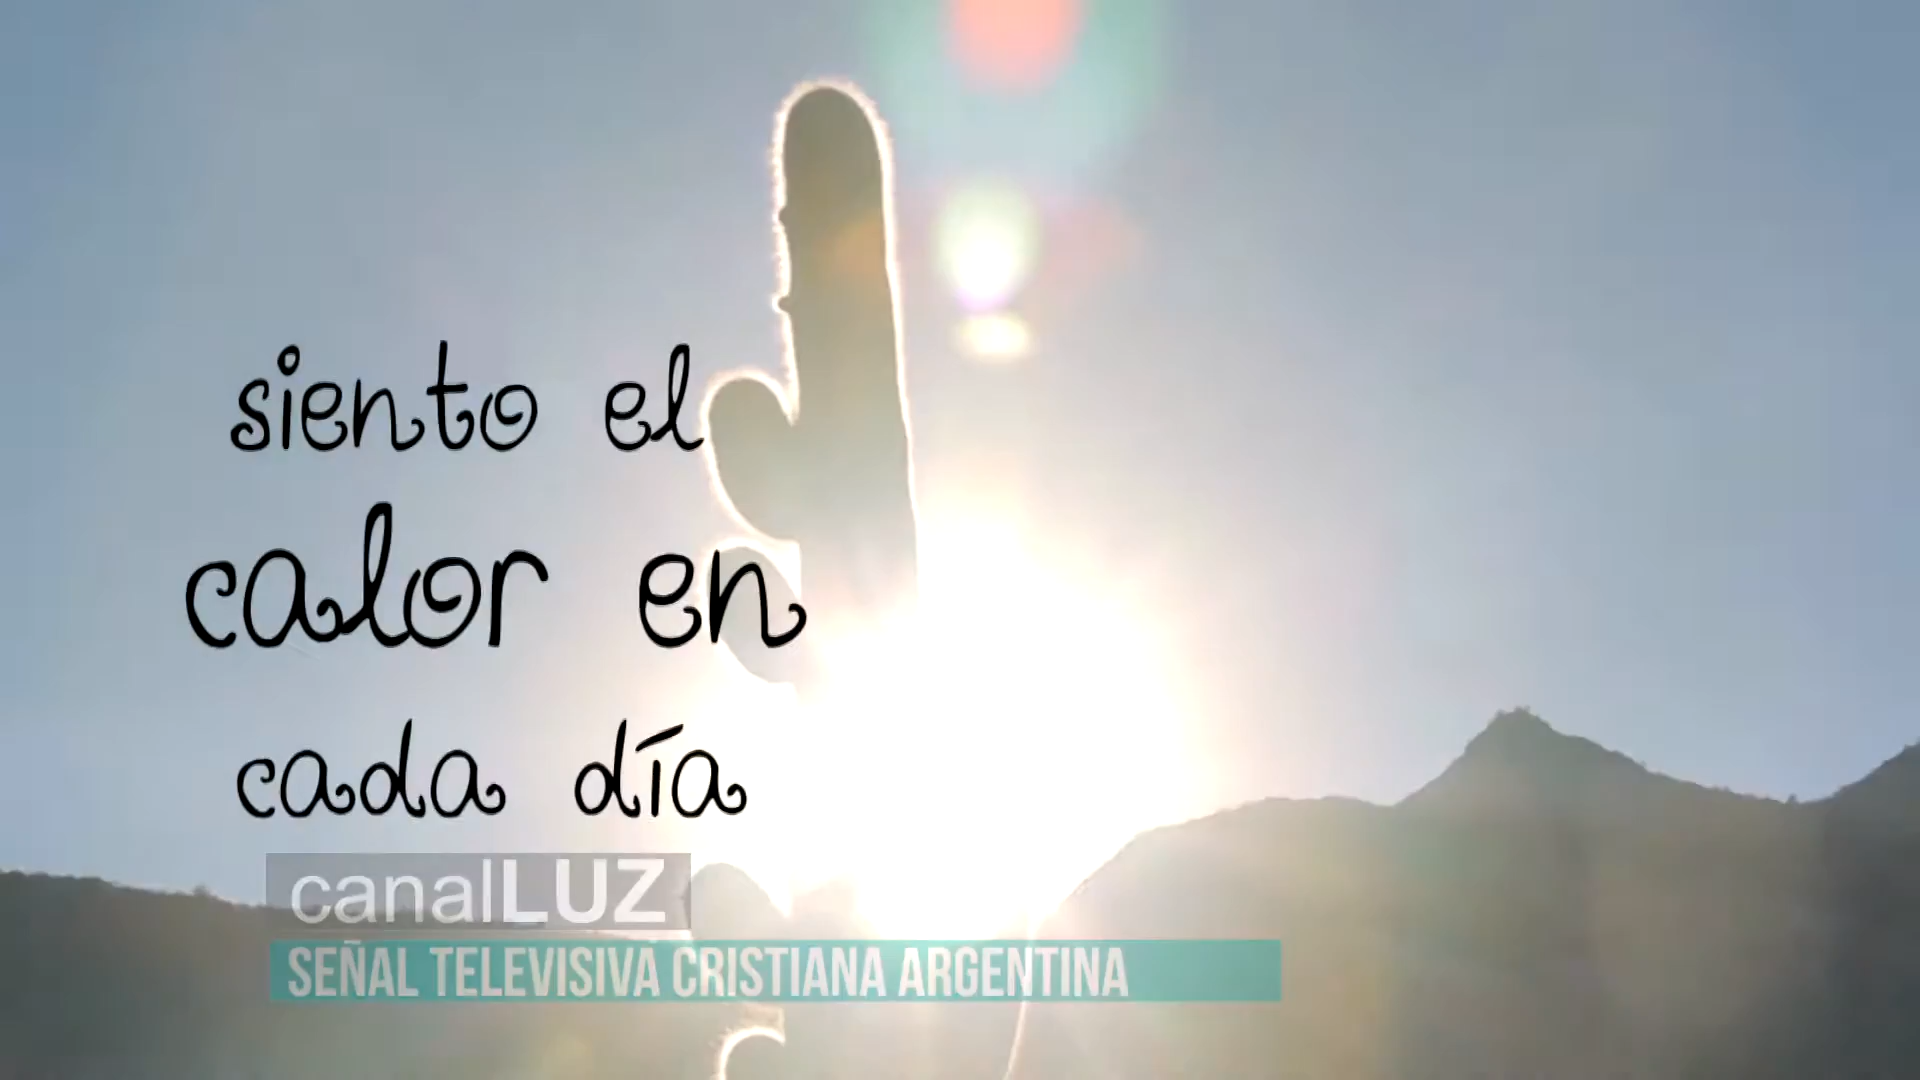 siento el
calor en
cada día
canalLUZ
SEÑAL TELEVISIVA CRISTIANA ARGENTINA